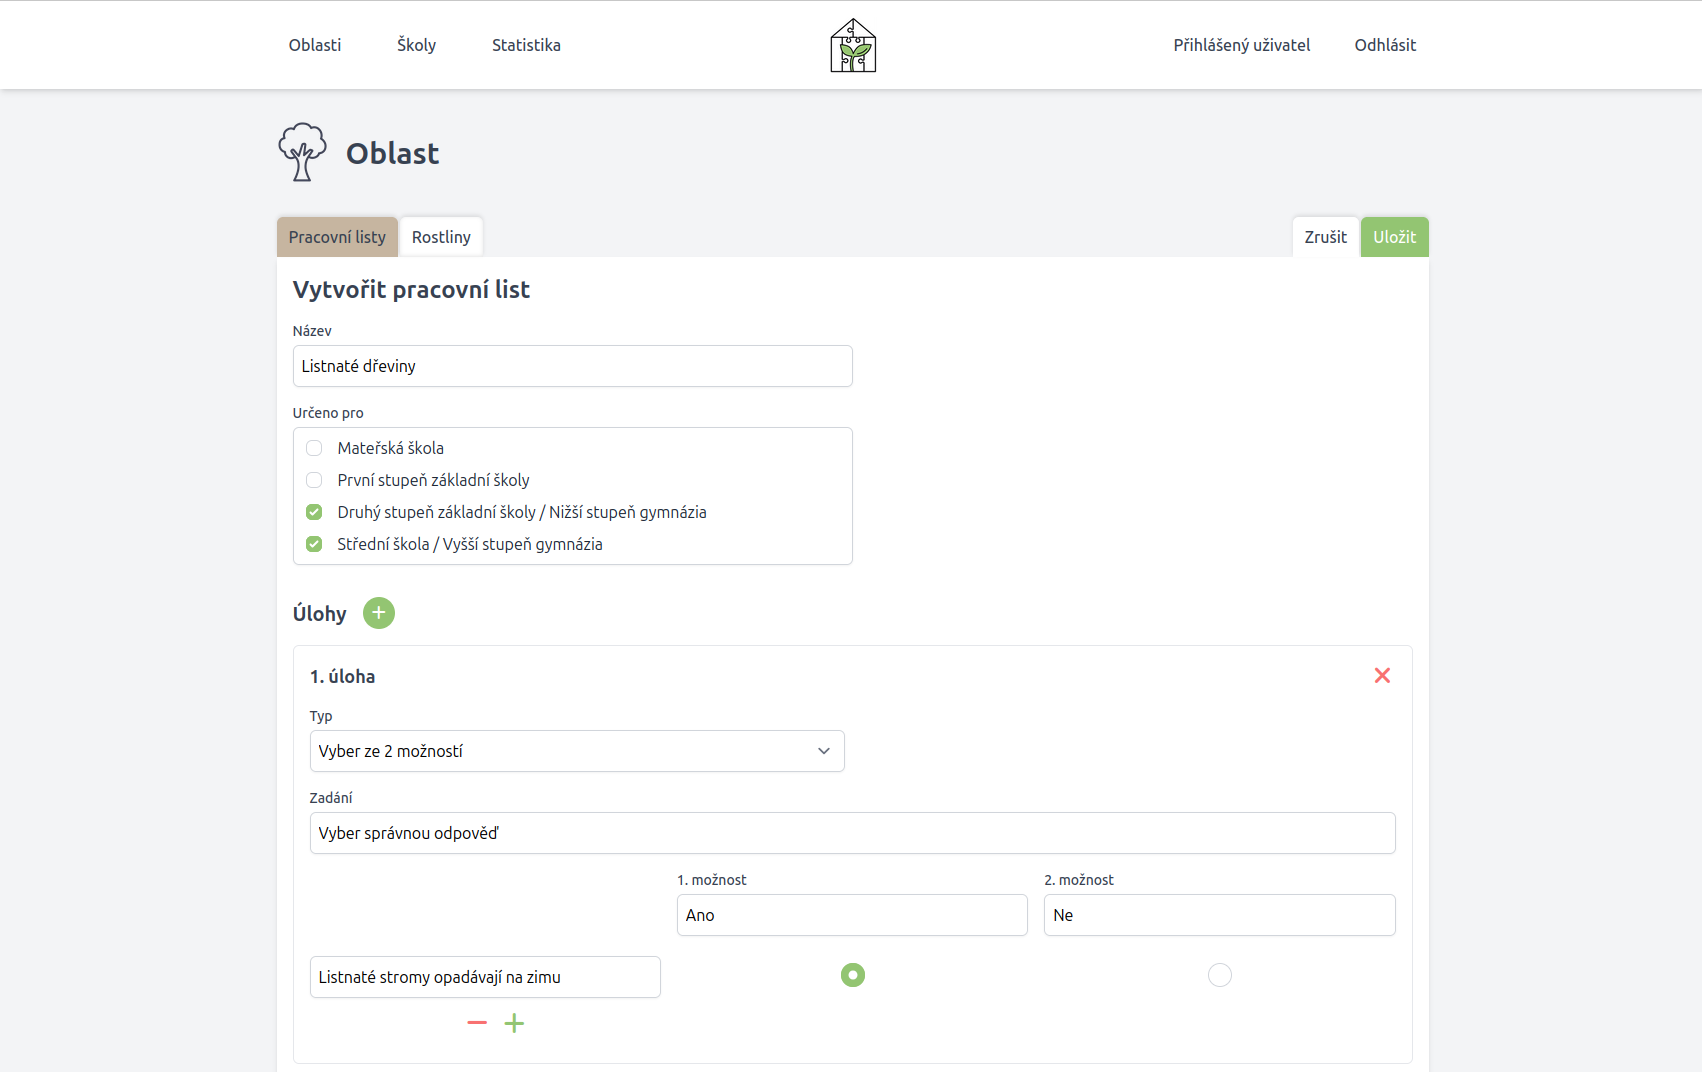 Oblasti Školy Statistika Přihlášený uživatel Odhlásit
Oblast
Pracovní listy Rostliny Zrušit Uložit
Vytvořit pracovní list
Název
Listnaté dřeviny
Určeno pro
Mateřská škola
První stupeň základní školy
Druhý stupeň základní školy / Nižší stupeň gymnázia
Střední škola / Vyšší stupeň gymnázia
Úlohy
1. úloha
Typ
Vyber ze 2 možností
Zadání
Vyber správnou odpověď
1. možnost 2. možnost
Ano Ne
Listnaté stromy opadávají na zimu